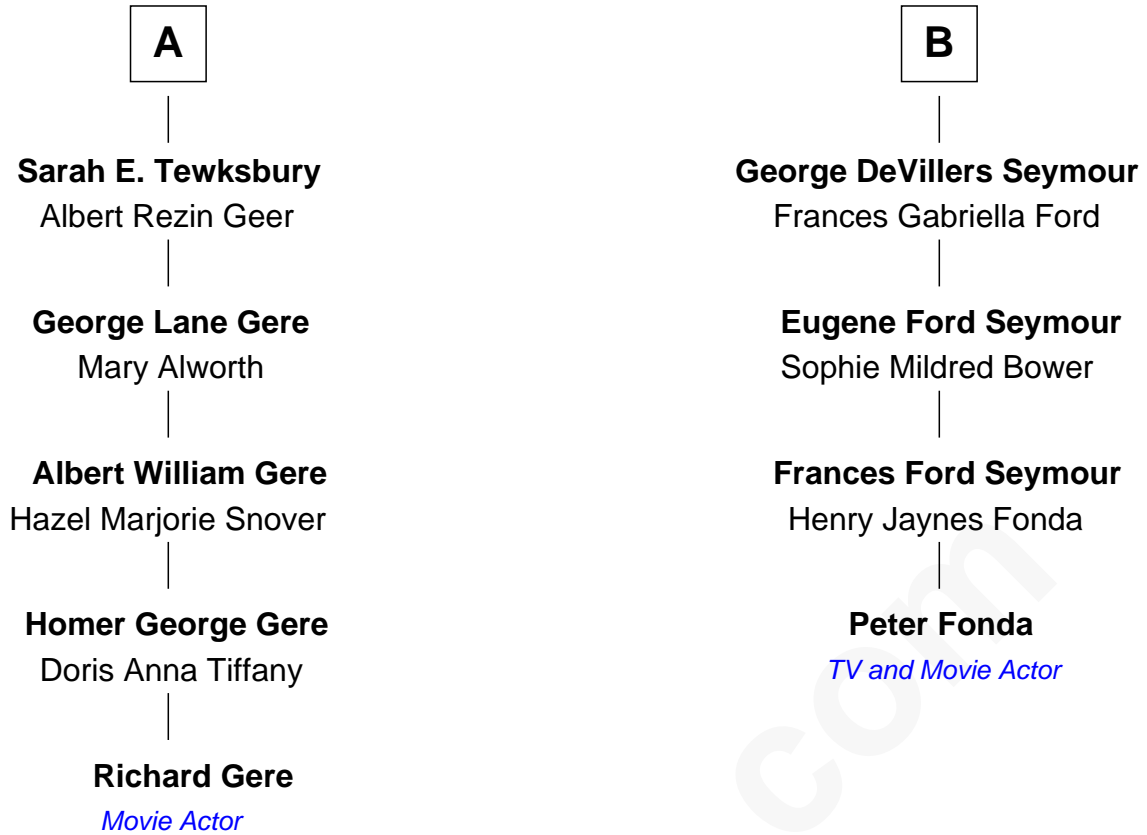 A
Sarah E. Tewksbury
Albert Rezin Geer
George Lane Gere
Mary Alworth
Albert William Gere
Hazel Marjorie Snover
Homer George Gere
Doris Anna Tiffany
Richard Gere
Movie Actor
B
George DeVillers Seymour
Frances Gabriella Ford
Eugene Ford Seymour
Sophie Mildred Bower
Frances Ford Seymour
Henry Jaynes Fonda
Peter Fonda
TV and Movie Actor
com